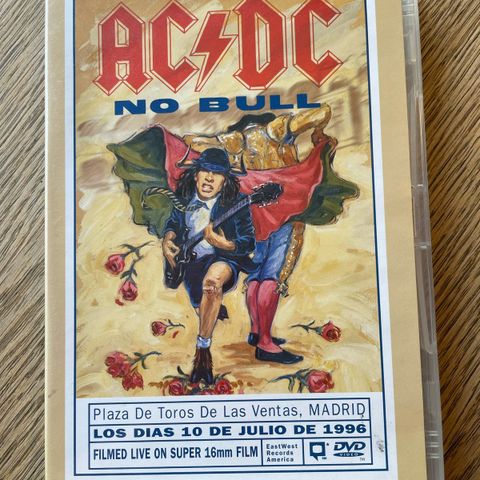 AC DC
NO BULL
Plaza De Toros De Las Ventas, MADRID
LOS DIAS 10 DE JULIO DE 1996
FILMED LIVE ON SUPER 16mm FILM
EastWest
Records
America
DVD
VIDEO
TM